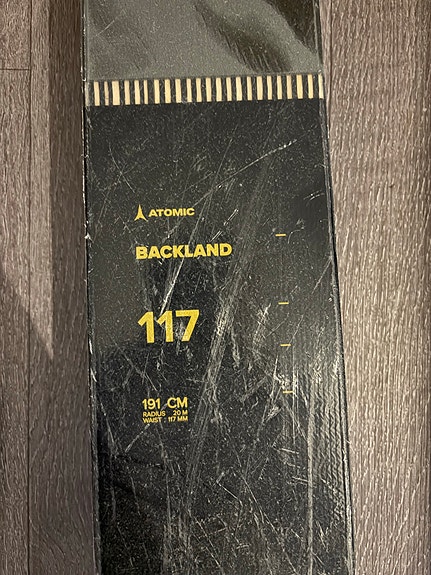 ATOMIC
BACKLAND
117
191 CM
RADIUS 20 M
WAIST : 117 MM